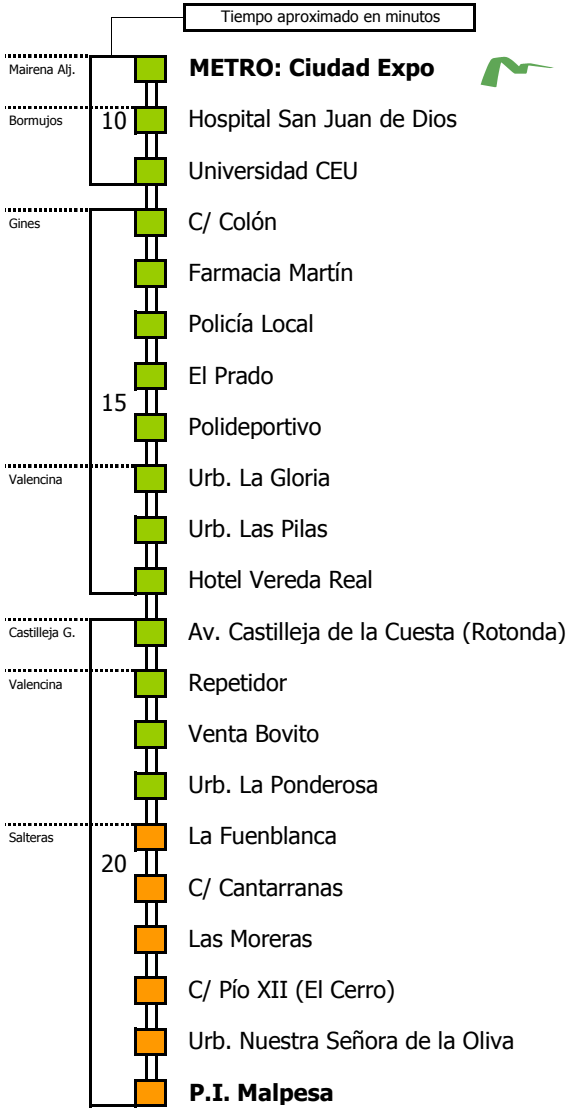 Tiempo aproximado en minutos
Mairena Alj.
METRO: Ciudad Expo
Bormujos
10
Hospital San Juan de Dios
Universidad CEU
Gines
C/ Colón
Farmacia Martín
Policía Local
El Prado
15
Polideportivo
Valencina
Urb. La Gloria
Urb. Las Pilas
Hotel Vereda Real
Castilleja G.
Av. Castilleja de la Cuesta (Rotonda)
Valencina
Repetidor
Venta Bovito
Urb. La Ponderosa
Salteras
La Fuenblanca
20
C/ Cantarranas
Las Moreras
C/ Pío XII (El Cerro)
Urb. Nuestra Señora de la Oliva
P.I. Malpesa